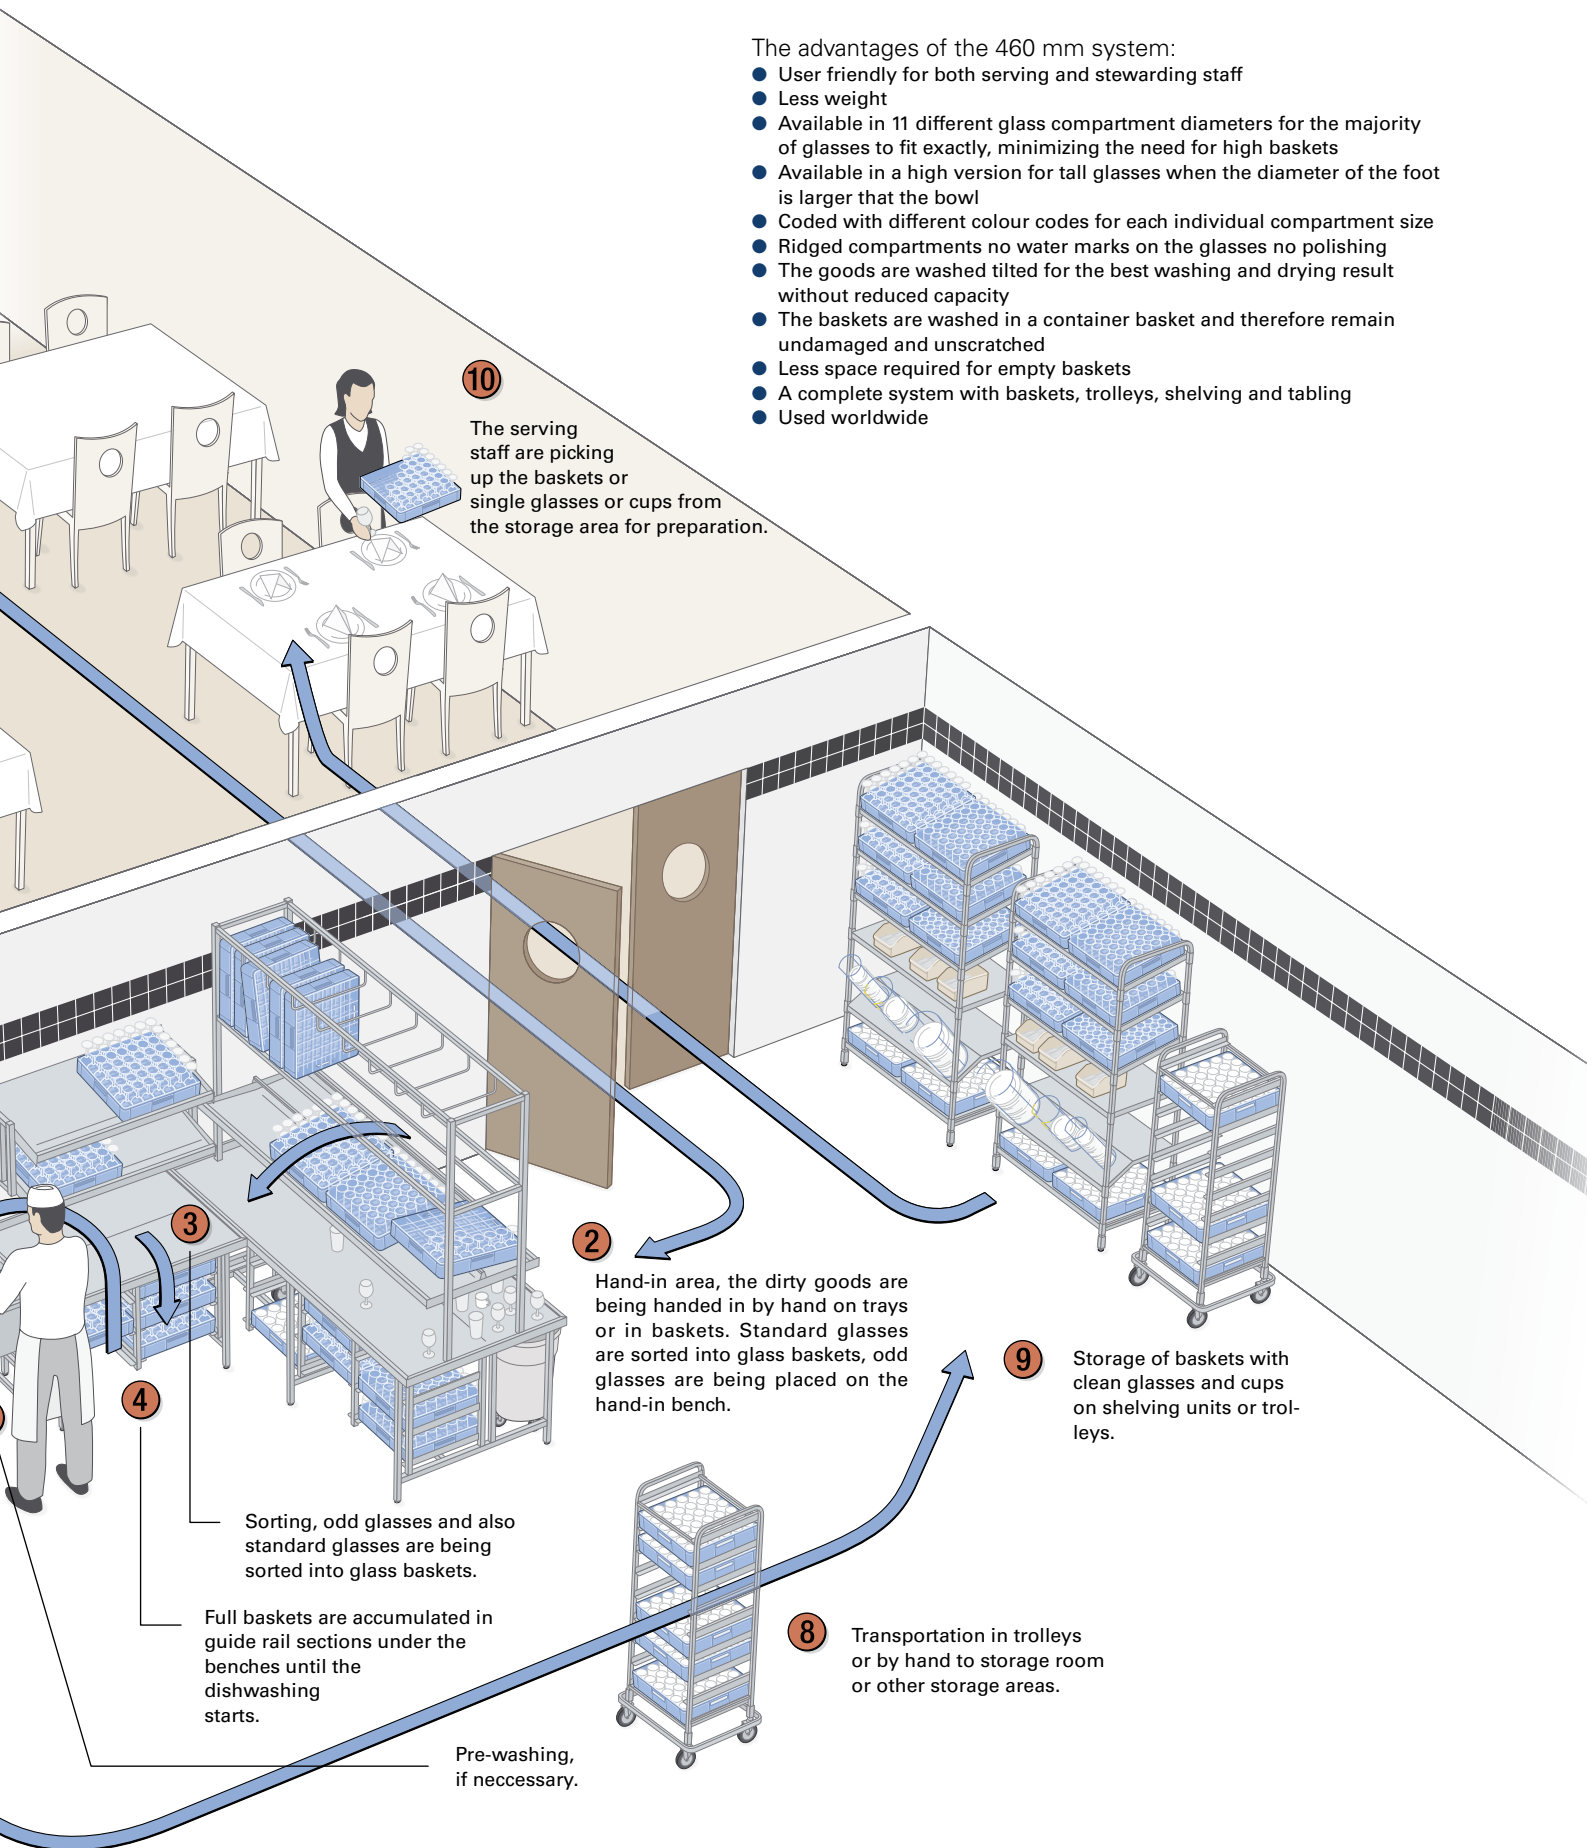 The advantages of the 460 mm system:
● User friendly for both serving and stewarding staff
● Less weight
● Available in 11 different glass compartment diameters for the majority
of glasses to fit exactly, minimizing the need for high baskets
● Available in a high version for tall glasses when the diameter of the foot
is larger that the bowl
● Coded with different colour codes for each individual compartment size
● Ridged compartments no water marks on the glasses no polishing
● The goods are washed tilted for the best washing and drying result
without reduced capacity
● The baskets are washed in a container basket and therefore remain
undamaged and unscratched
● Less space required for empty baskets
● A complete system with baskets, trolleys, shelving and tabling
● Used worldwide
10
The serving
staff are picking
up the baskets or
single glasses or cups from
the storage area for preparation.
3
2
Hand-in area, the dirty goods are
being handed in by hand on trays
or in baskets. Standard glasses
are sorted into glass baskets, odd
glasses are being placed on the
hand-in bench.
9
Storage of baskets with
clean glasses and cups
on shelving units or trol-
leys.
4
Sorting, odd glasses and also
standard glasses are being
sorted into glass baskets.
Full baskets are accumulated in
guide rail sections under the
benches until the
dishwashing
starts.
8
Transportation in trolleys
or by hand to storage room
or other storage areas.
Pre-washing,
if neccessary.